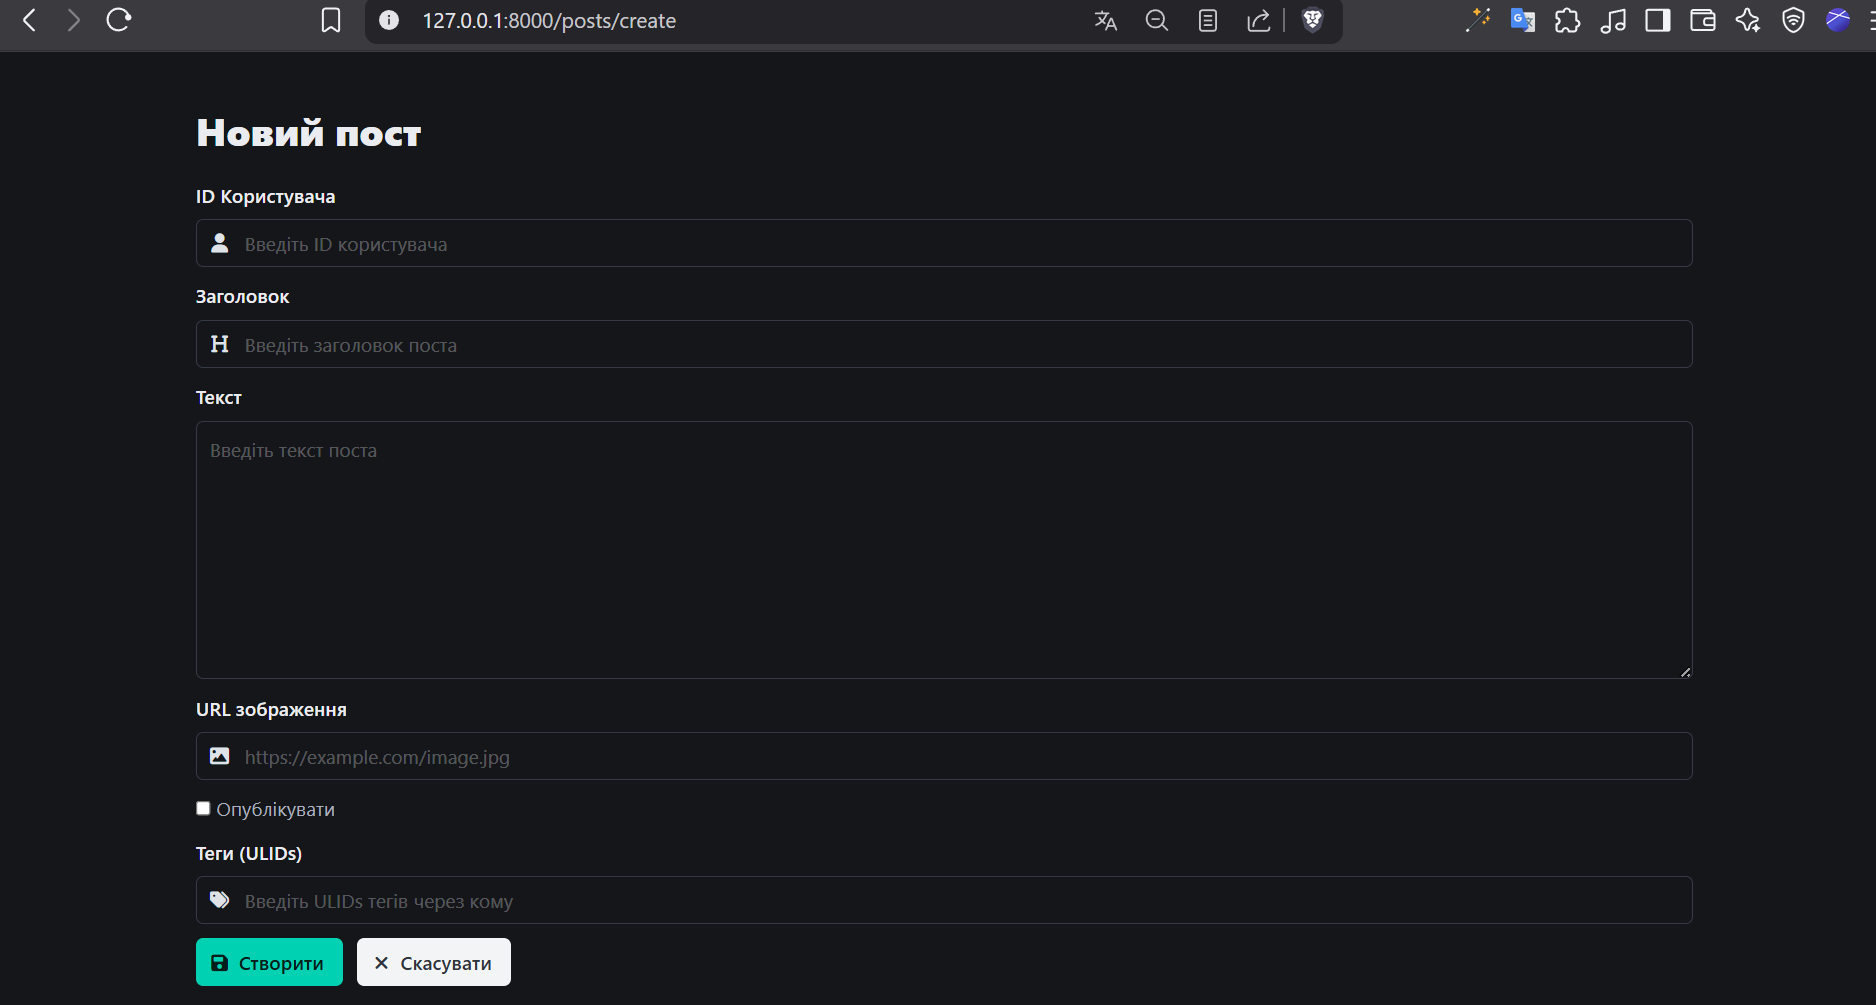 127.0.0.1:8000/posts/create
Новий пост
ID Користувача
Введіть ID користувача
Заголовок
H Введіть заголовок поста
Текст
Введіть текст поста
URL зображення
https://example.com/image.jpg
Опублікувати
Теги (ULIDs)
Введіть ULIDs тегів через кому
Створити
Скасувати